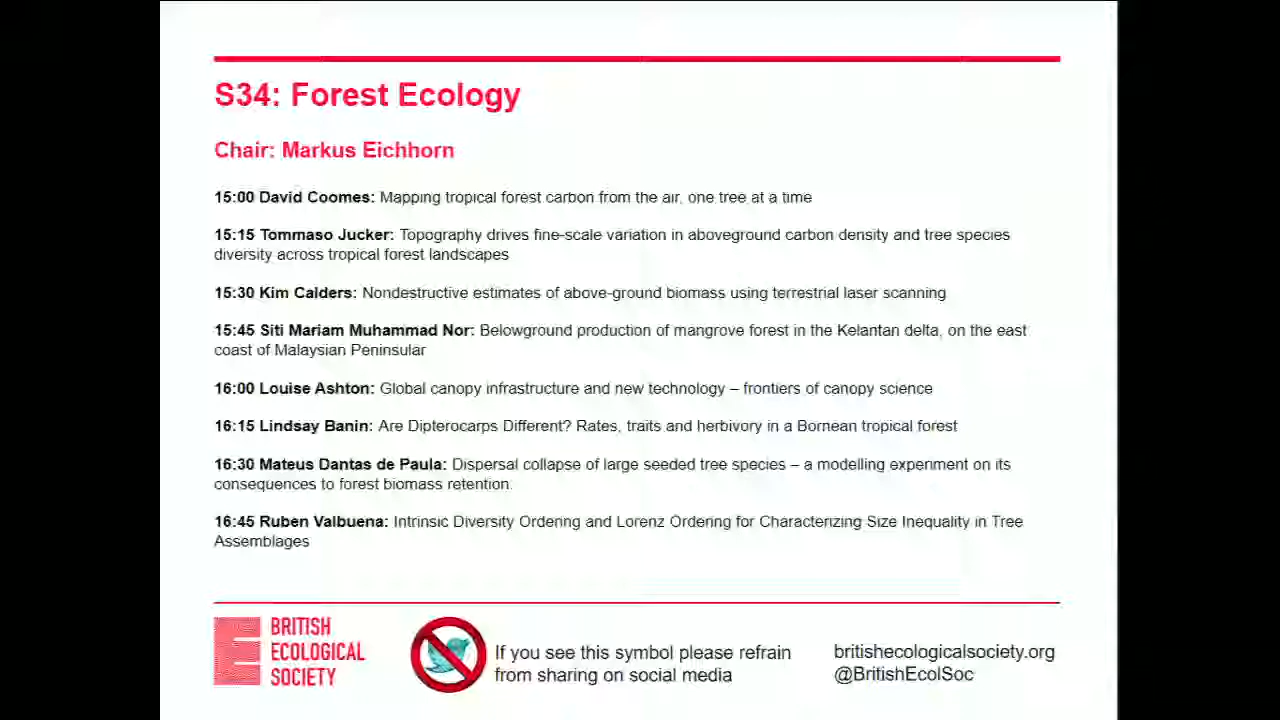 S34: Forest Ecology
Chair: Markus Eichhorn
15:00 David Coomes: Mapping tropical forest carbon from the air, one tree at a time
15:15 Tommaso Jucker: Topography drives fine-scale variation in aboveground carbon density and tree species
diversity across tropical forest landscapes
15:30 Kim Calders: Nondestructive estimates of above-ground biomass using terrestrial laser scanning
15:45 Siti Mariam Muhammad Nor: Belowground production of mangrove forest in the Kelantan delta, on the east
coast of Malaysian Peninsular
16:00 Louise Ashton: Global canopy infrastructure and new technology – frontiers of canopy science
16:15 Lindsay Banin: Are Dipterocarps Different? Rates, traits and herbivory in a Bornean tropical forest
16:30 Mateus Dantas de Paula: Dispersal collapse of large seeded tree species – a modelling experiment on its
consequences to forest biomass retention.
16:45 Ruben Valbuena: Intrinsic Diversity Ordering and Lorenz Ordering for Characterizing Size Inequality in Tree
Assemblages
BRITISH
ECOLOGICAL
SOCIETY
If you see this symbol please refrain
from sharing on social media
britishecologicalsociety.org
@BritishEcolSoc